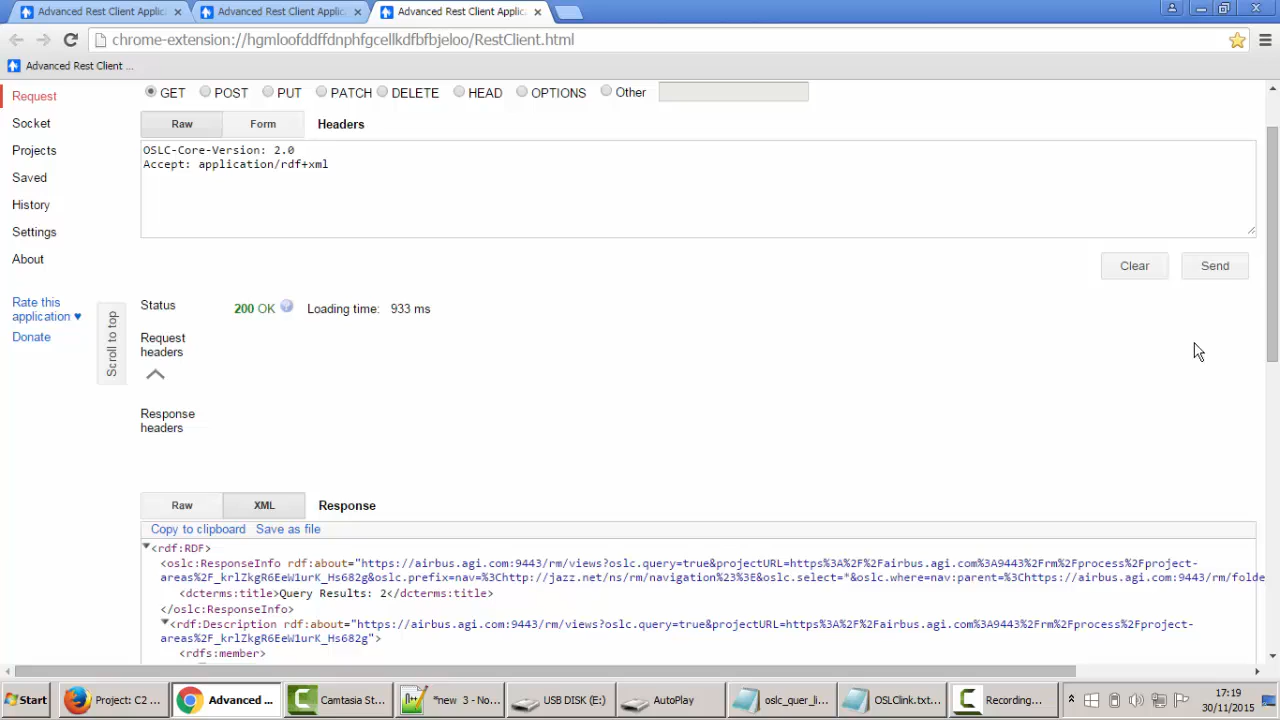 Advanced Rest Client Applic
Advanced Rest Client Applic
Advanced Rest Client Applic
chrome-extension://hgmloofddffdnphfgcellkdfbfbjeloo/RestClient.html
Advanced Rest Client ...
Request
Socket
Projects
Saved
History
Settings
About
Rate this
application ♥
Donate
Scroll to top
GET POST PUT PATCH DELETE HEAD OPTIONS Other
Raw Form Headers
OSLC-Core-Version: 2.0
Accept: application/rdf+xml
Clear Send
Status 200 OK Loading time: 933 ms
Request
headers
Response
headers
Raw XML Response
Copy to clipboard Save as file
<rdf:RDF>
<oslc:ResponseInfo rdf:about="https://airbus.agi.com:9443/rm/views?oslc.query=true&projectURL=https%3A%2F%2Fairbus.agi.com%3A9443%2Frm%2Fprocess%2Fproject-
areas%2F_krlZkgR6EeW1urK_Hs682g&oslc.prefix=nav=%3Chttp://jazz.net/ns/rm/navigation%23%3E&oslc.select=*&oslc.where=nav:parent=%3Chttps://airbus.agi.com:9443/rm/folde
<dcterms:title>Query Results: 2</dcterms:title>
</oslc:ResponseInfo>
<rdf:Description rdf:about="https://airbus.agi.com:9443/rm/views?oslc.query=true&projectURL=https%3A%2F%2Fairbus.agi.com%3A9443%2Frm%2Fprocess%2Fproject-
areas%2F_krlZkgR6EeW1urK_Hs682g">
<rdfs:member>
Start Project: C2 ... Advanced ... Camtasia St... *new 3 - No... USB DISK (E:) AutoPlay oslc_quer_li... OSLClink.txt... Recording... 17:19
30/11/2015